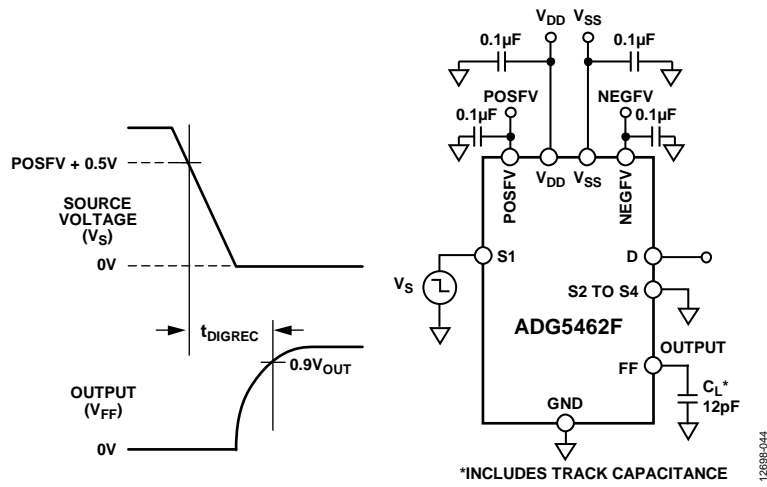 POSFV + 0.5V
SOURCE
VOLTAGE
(VS)
0V
tDIGREC
OUTPUT
(VFF)
0.9VOUT
0V
VDD VSS
0.1µF 0.1µF
POSFV NEGFV
0.1µF 0.1µF
POSFV VDD VSS NEGFV
VS
S1
D
S2 TO S4
ADG5462F
OUTPUT
FF
CL*
12pF
GND
*INCLUDES TRACK CAPACITANCE
12698-044